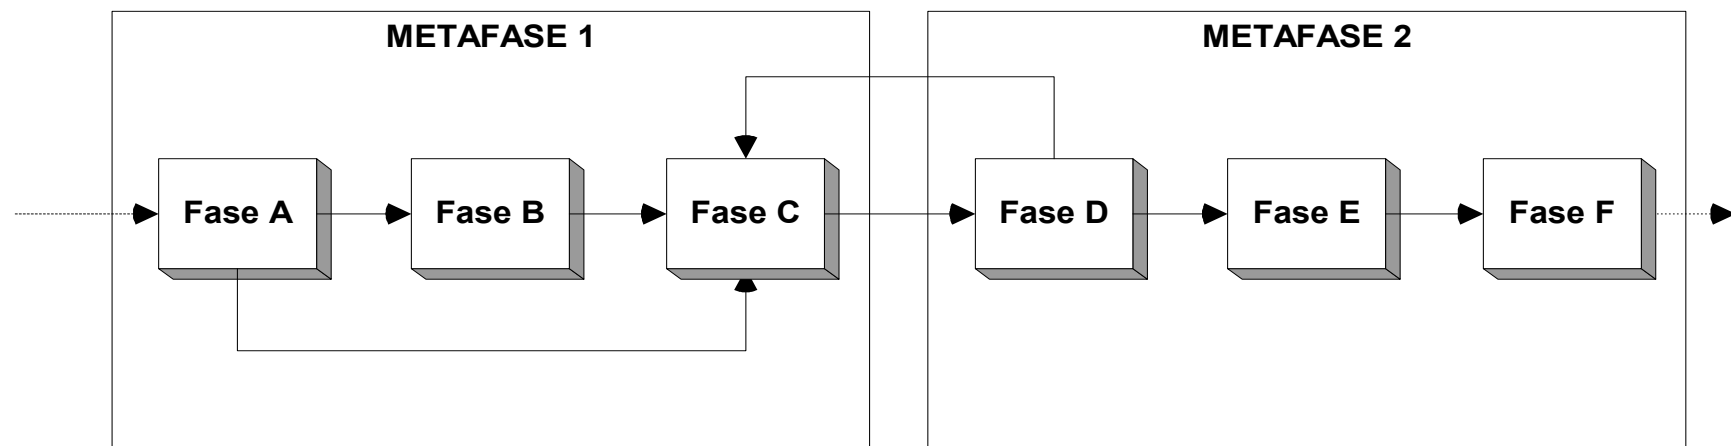 METAFASE 1
METAFASE 2
Fase A
Fase B
Fase C
Fase D
Fase E
Fase F